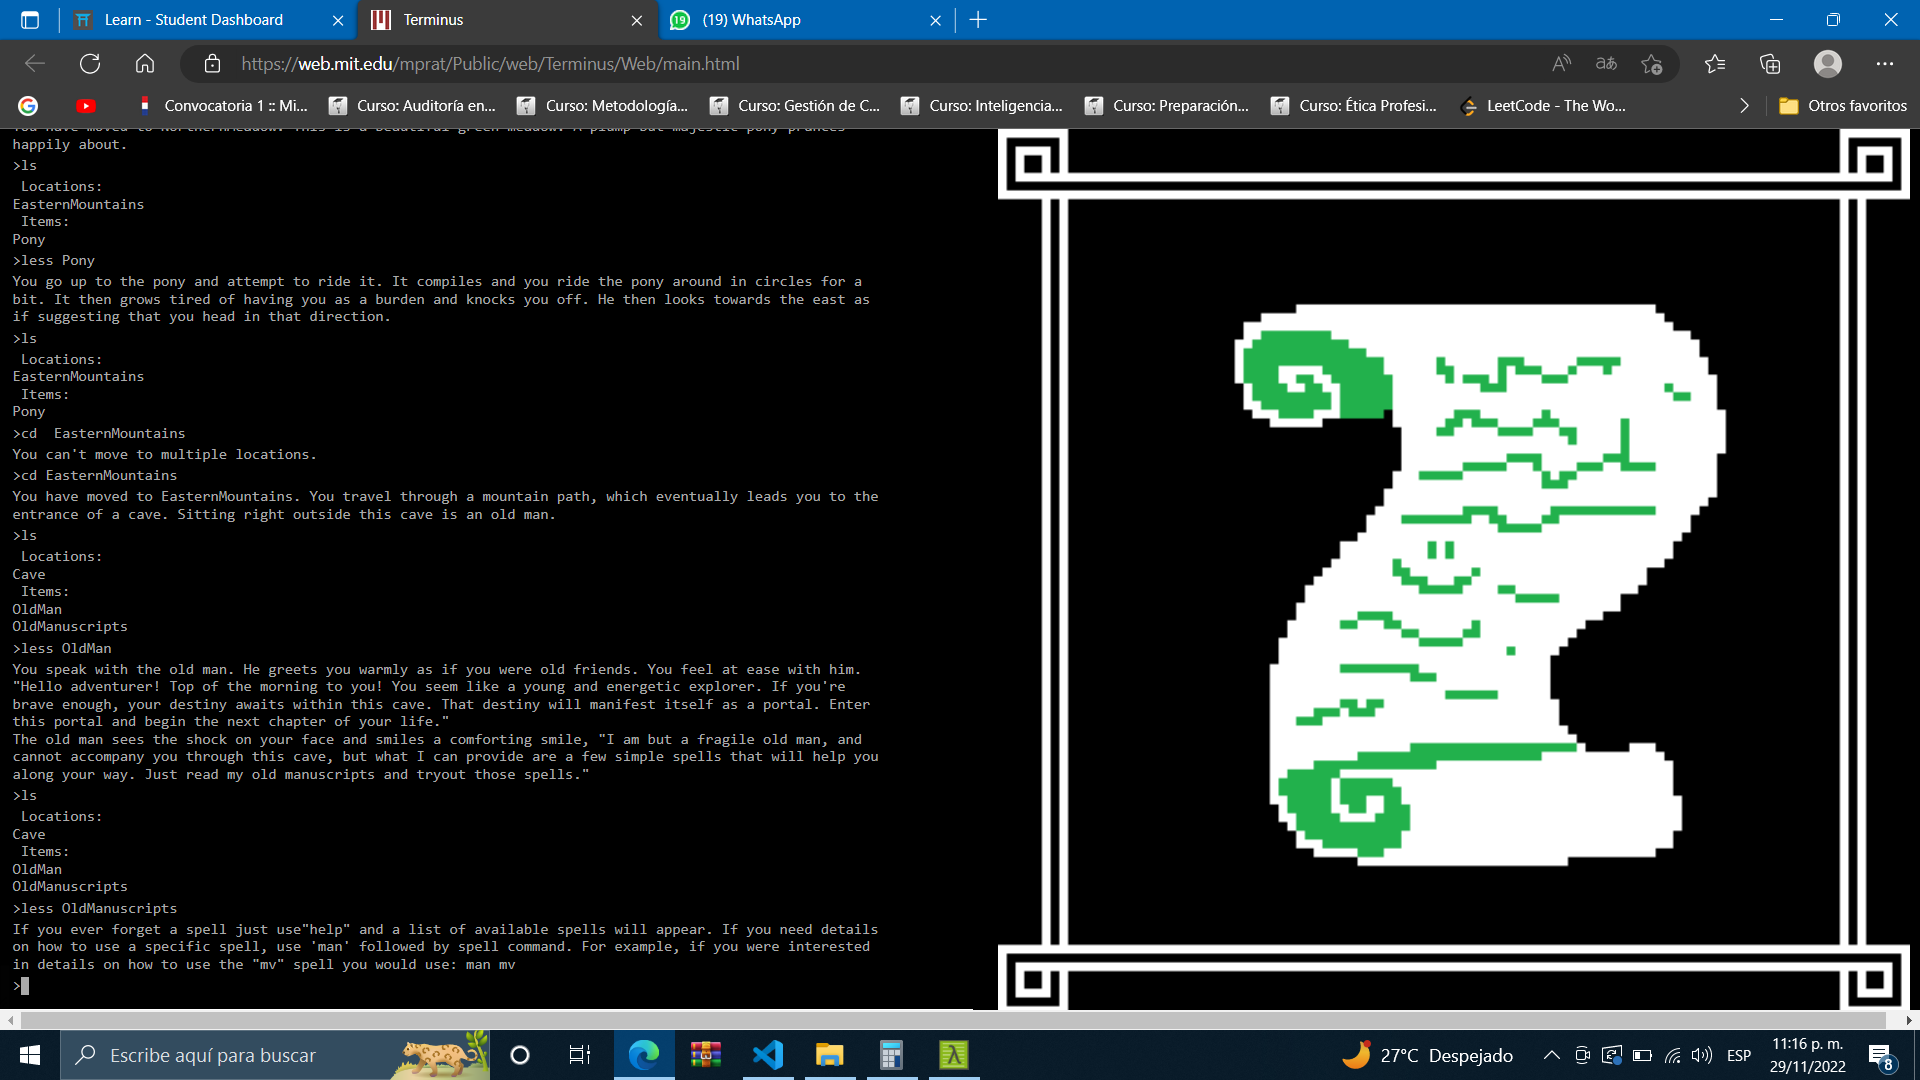 Learn - Student Dashboard
Terminus
(19) WhatsApp
https://web.mit.edu/mprat/Public/web/Terminus/Web/main.html
Convocatoria 1 :: Mi...
Curso: Auditoría en...
Curso: Metodología...
Curso: Gestión de C...
Curso: Inteligencia...
Curso: Preparación...
Curso: Ética Profesi...
LeetCode - The Wo...
Otros favoritos
You have moved to NorthernMeadow. This is a beautiful green meadow. A plump but majestic pony prances
happily about.
>ls
Locations:
EasternMountains
Items:
Pony
>less Pony
You go up to the pony and attempt to ride it. It compiles and you ride the pony around in circles for a
bit. It then grows tired of having you as a burden and knocks you off. He then looks towards the east as
if suggesting that you head in that direction.
>ls
Locations:
EasternMountains
Items:
Pony
>cd  EasternMountains
You can't move to multiple locations.
>cd EasternMountains
You have moved to EasternMountains. You travel through a mountain path, which eventually leads you to the
entrance of a cave. Sitting right outside this cave is an old man.
>ls
Locations:
Cave
Items:
OldMan
OldManuscripts
>less OldMan
You speak with the old man. He greets you warmly as if you were old friends. You feel at ease with him.
"Hello adventurer! Top of the morning to you! You seem like a young and energetic explorer. If you're
brave enough, your destiny awaits within this cave. That destiny will manifest itself as a portal. Enter
this portal and begin the next chapter of your life."
The old man sees the shock on your face and smiles a comforting smile, "I am but a fragile old man, and
cannot accompany you through this cave, but what I can provide are a few simple spells that will help you
along your way. Just read my old manuscripts and tryout those spells."
>ls
Locations:
Cave
Items:
OldMan
OldManuscripts
>less OldManuscripts
If you ever forget a spell just use"help" and a list of available spells will appear. If you need details
on how to use a specific spell, use 'man' followed by spell command. For example, if you were interested
in details on how to use the "mv" spell you would use: man mv
>
Escribe aquí para buscar
27°C Despejado
ESP
11:16 p. m.
29/11/2022
8